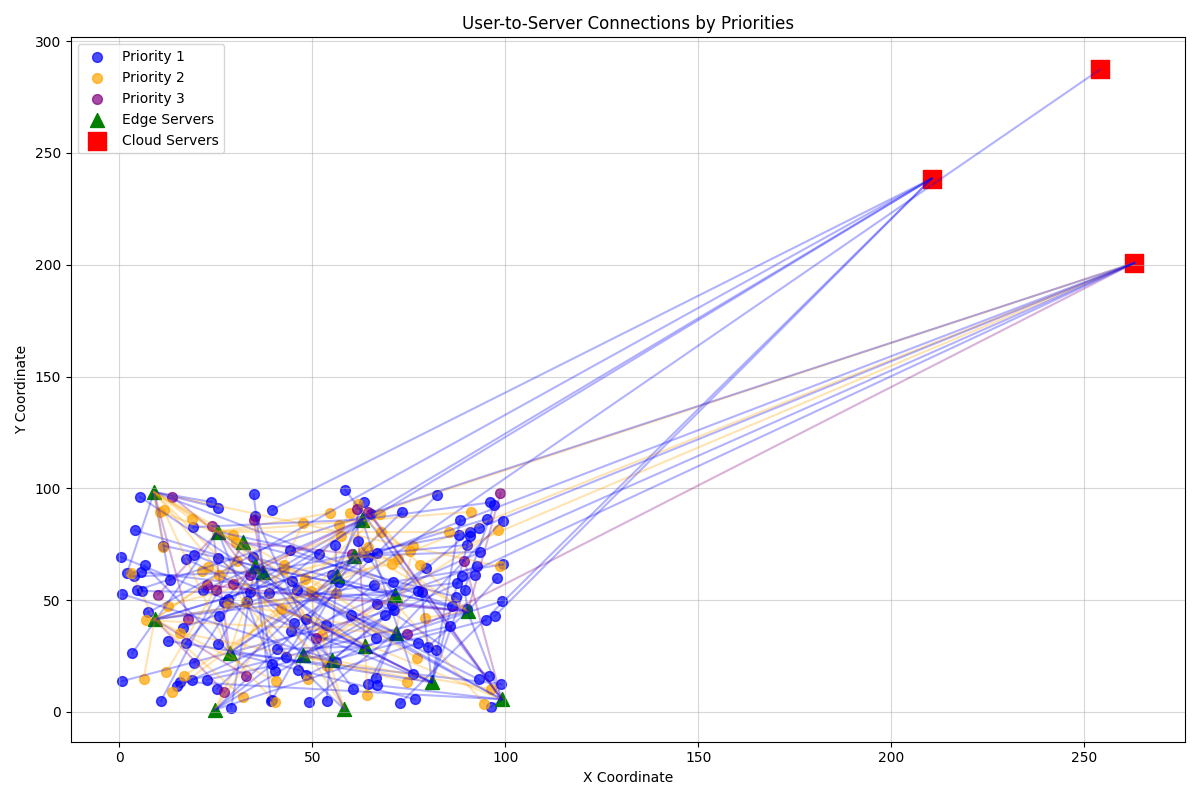 User-to-Server Connections by Priorities
Priority 1
Priority 2
Priority 3
Edge Servers
Cloud Servers
300
250
200
150
100
50
0
Y Coordinate
0 50 100 150 200 250
X Coordinate